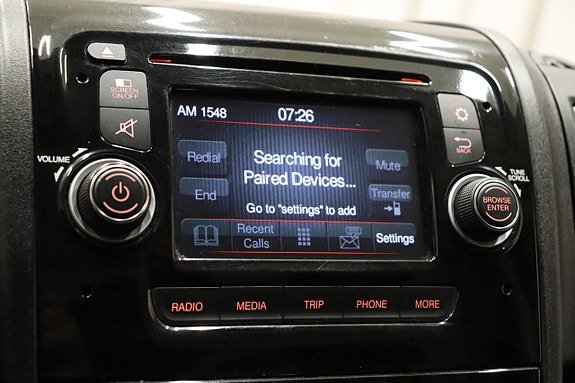 SCREEN
ON/OFF
VOLUME
AM 1548 07:26
Redial
Searching for
Paired Devices...
Mute
End
Transfer
Go to "settings" to add
Recent
Calls
Settings
BACK
TUNE
SCROLL
BROWSE
ENTER
RADIO MEDIA TRIP PHONE MORE